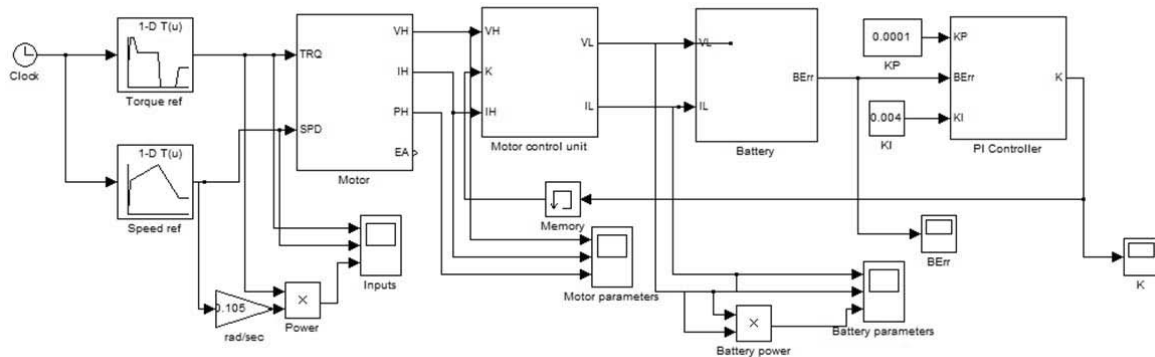 1-D T(u)
Torque ref
Clock
1-D T(u)
Speed ref
TRQ
SPD
VH
IH
PH
EA
Motor
VH
K
IH
VL
IL
Motor control unit
VL
IL
BErr
Battery
0.0001
KP
0.004
KI
KP
BErr
KI
K
PI Controller
Memory
Inputs
0.105
rad/sec
Power
Motor parameters
BErr
K
Battery power
Battery parameters